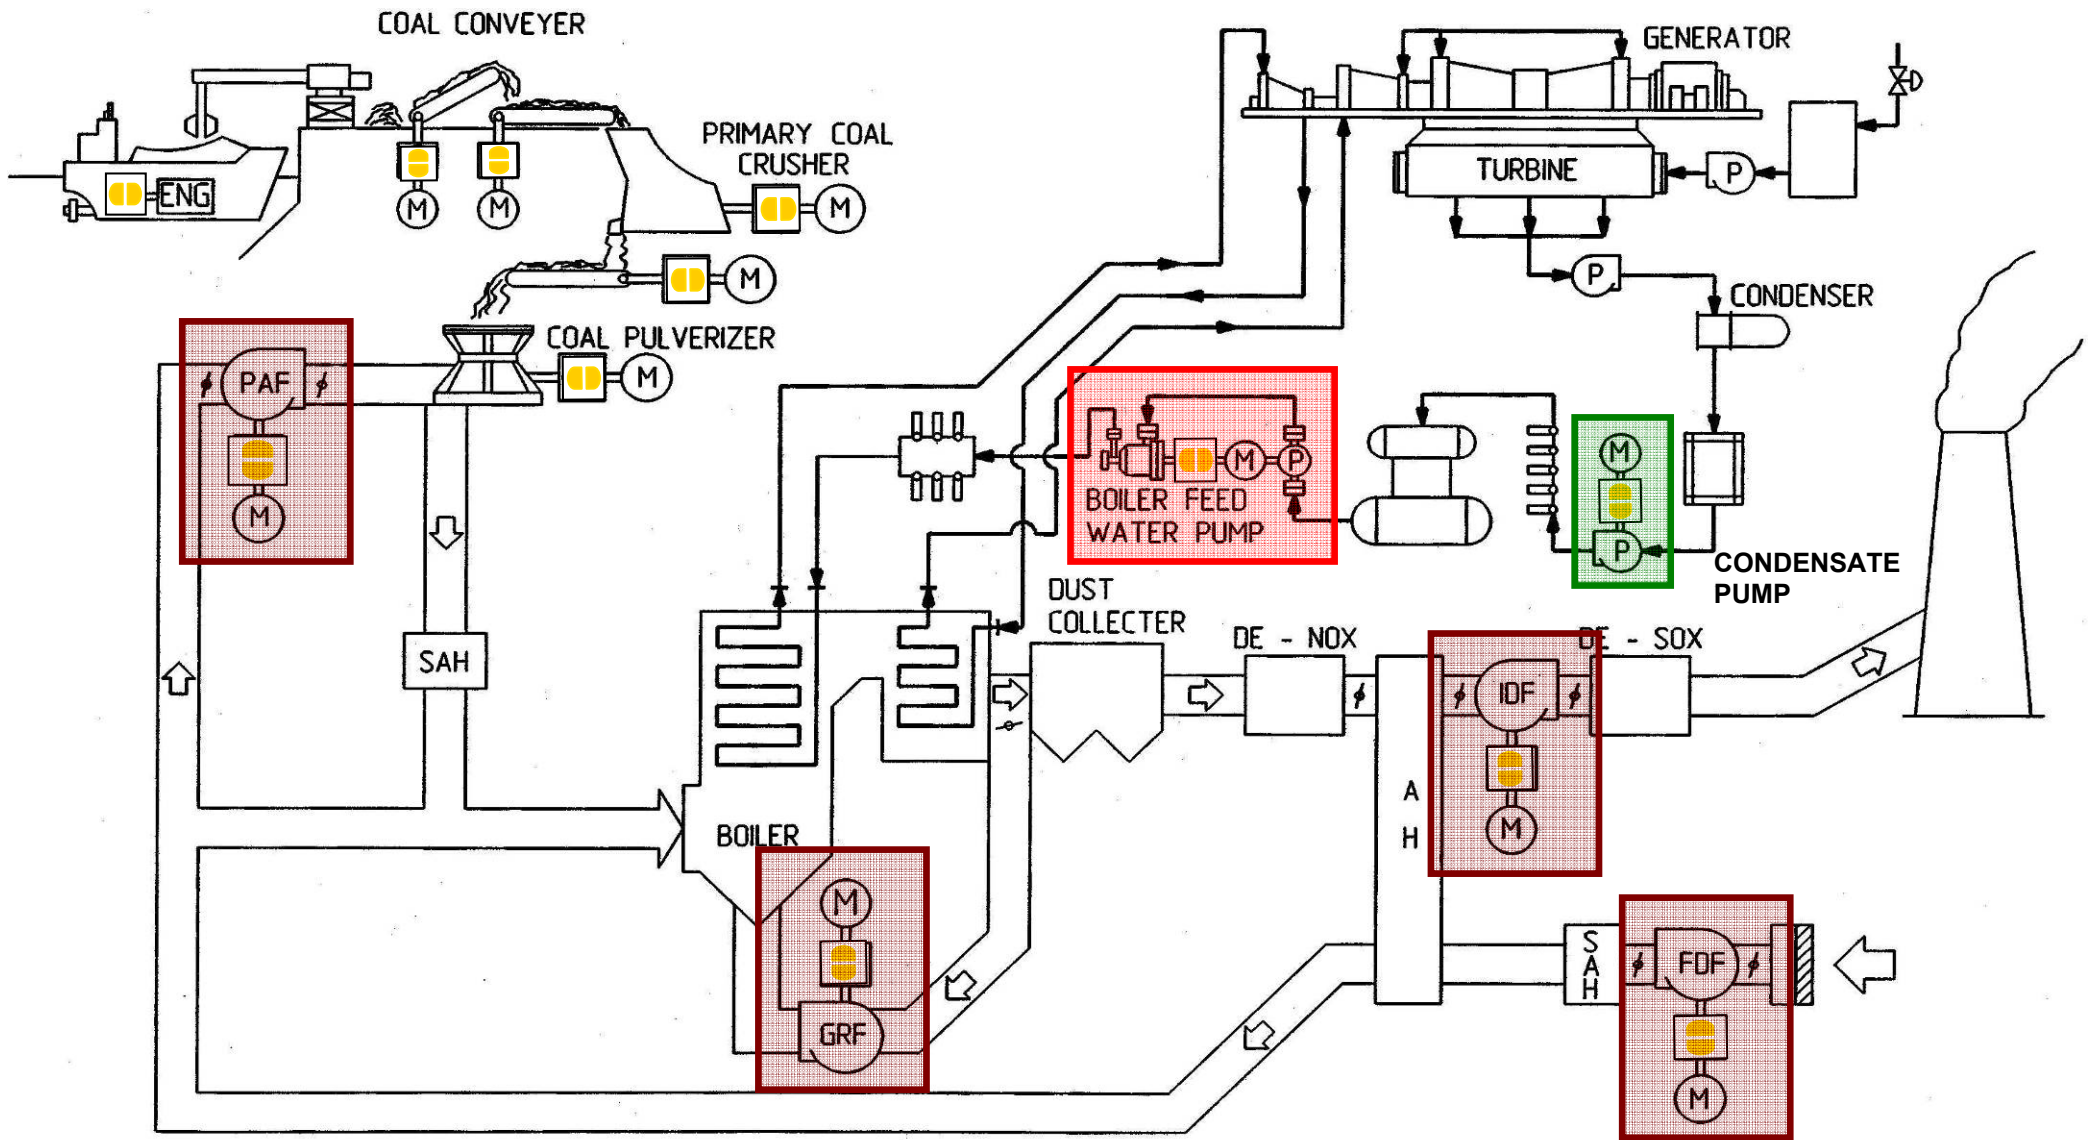 COAL CONVEYER
GENERATOR
PRIMARY COAL
CRUSHER
TURBINE
P
ENG
M
M
M
M
P
CONDENSER
COAL PULVERIZER
M
PAF
M
M
M
P
BOILER FEED
WATER PUMP
M
P
CONDENSATE
PUMP
DUST
COLLECTER
DE - NOX
DE - SOX
SAH
IDF
A
H
M
BOILER
M
GRF
S
A
H
FDF
M